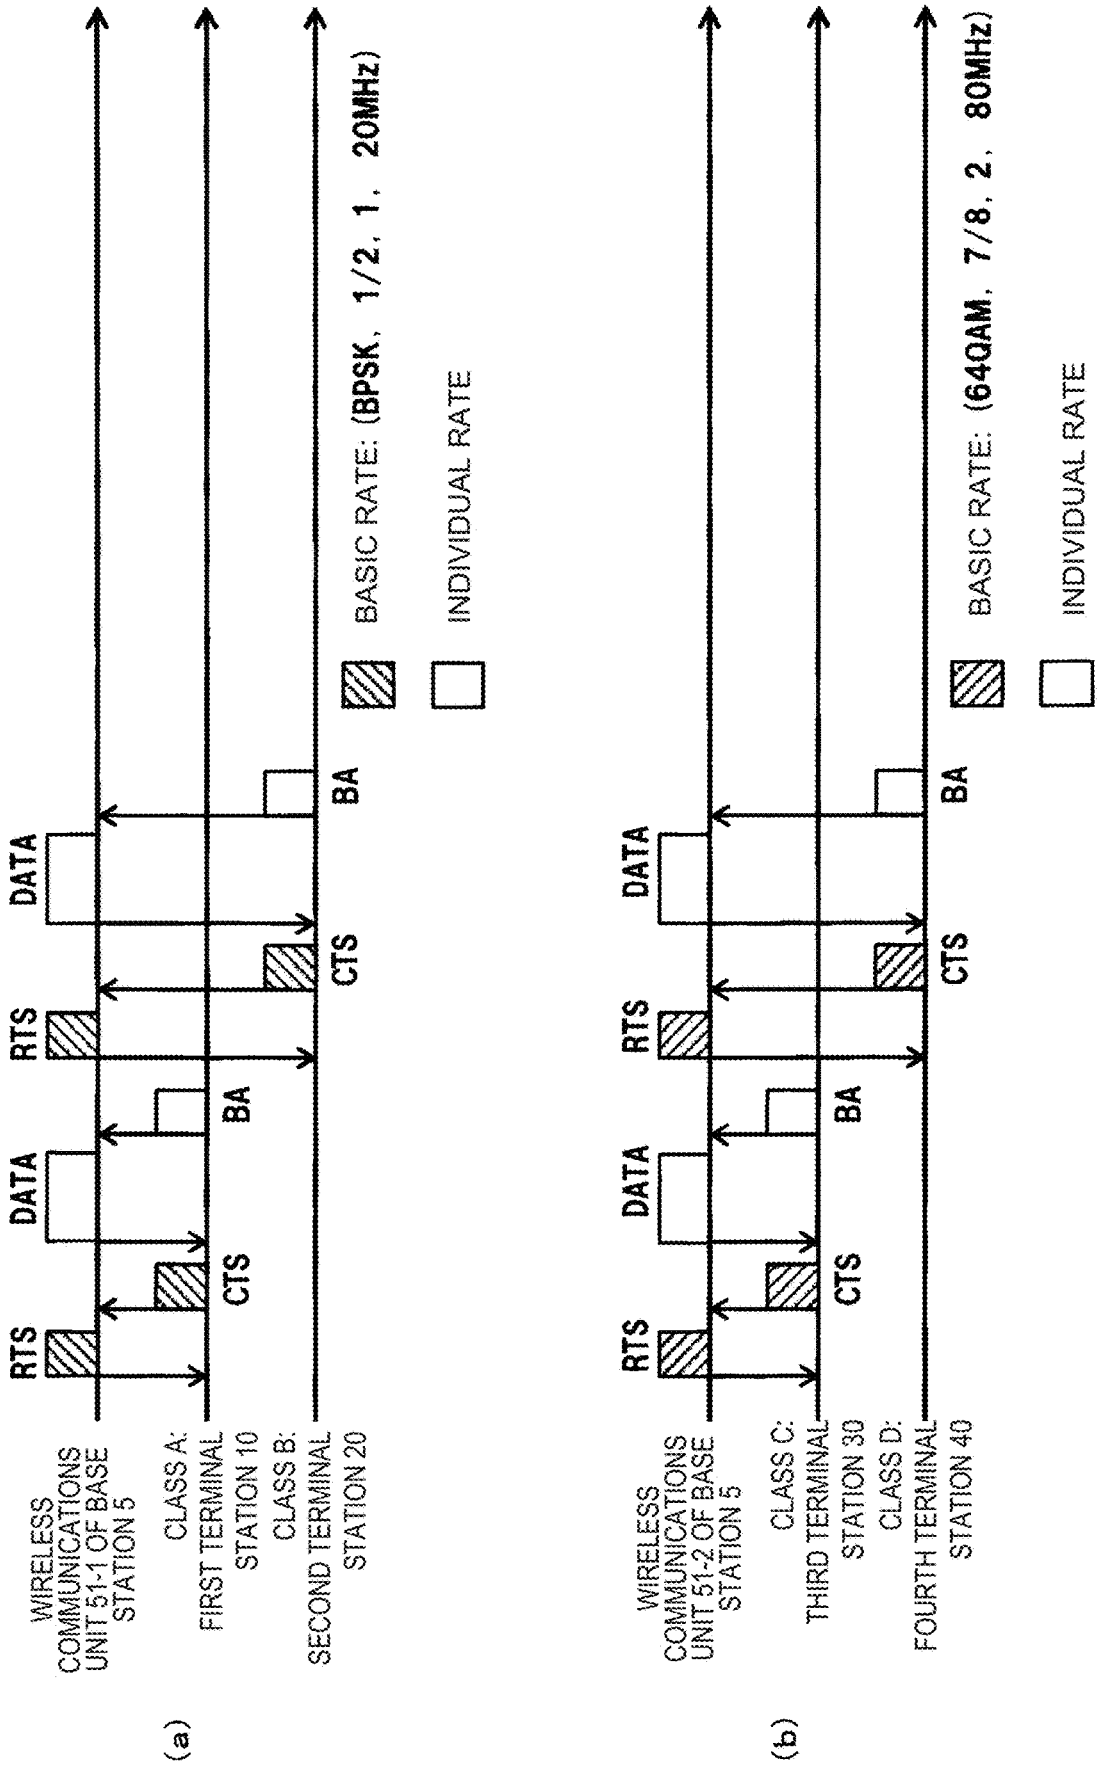 (a)
WIRELESS
COMMUNICATIONS
UNIT 51-1 OF BASE
STATION 5
CLASS A:
FIRST TERMINAL
STATION 10
CLASS B:
SECOND TERMINAL
STATION 20
RTS
DATA
RTS
DATA
CTS
BA
CTS
BA
BASIC RATE: (BPSK, 1/2, 1, 20MHz)
INDIVIDUAL RATE
(b)
WIRELESS
COMMUNICATIONS
UNIT 51-2 OF BASE
STATION 5
CLASS C:
THIRD TERMINAL
STATION 30
CLASS D:
FOURTH TERMINAL
STATION 40
RTS
DATA
RTS
DATA
CTS
BA
CTS
BA
BASIC RATE: (64QAM, 7/8, 2, 80MHz)
INDIVIDUAL RATE